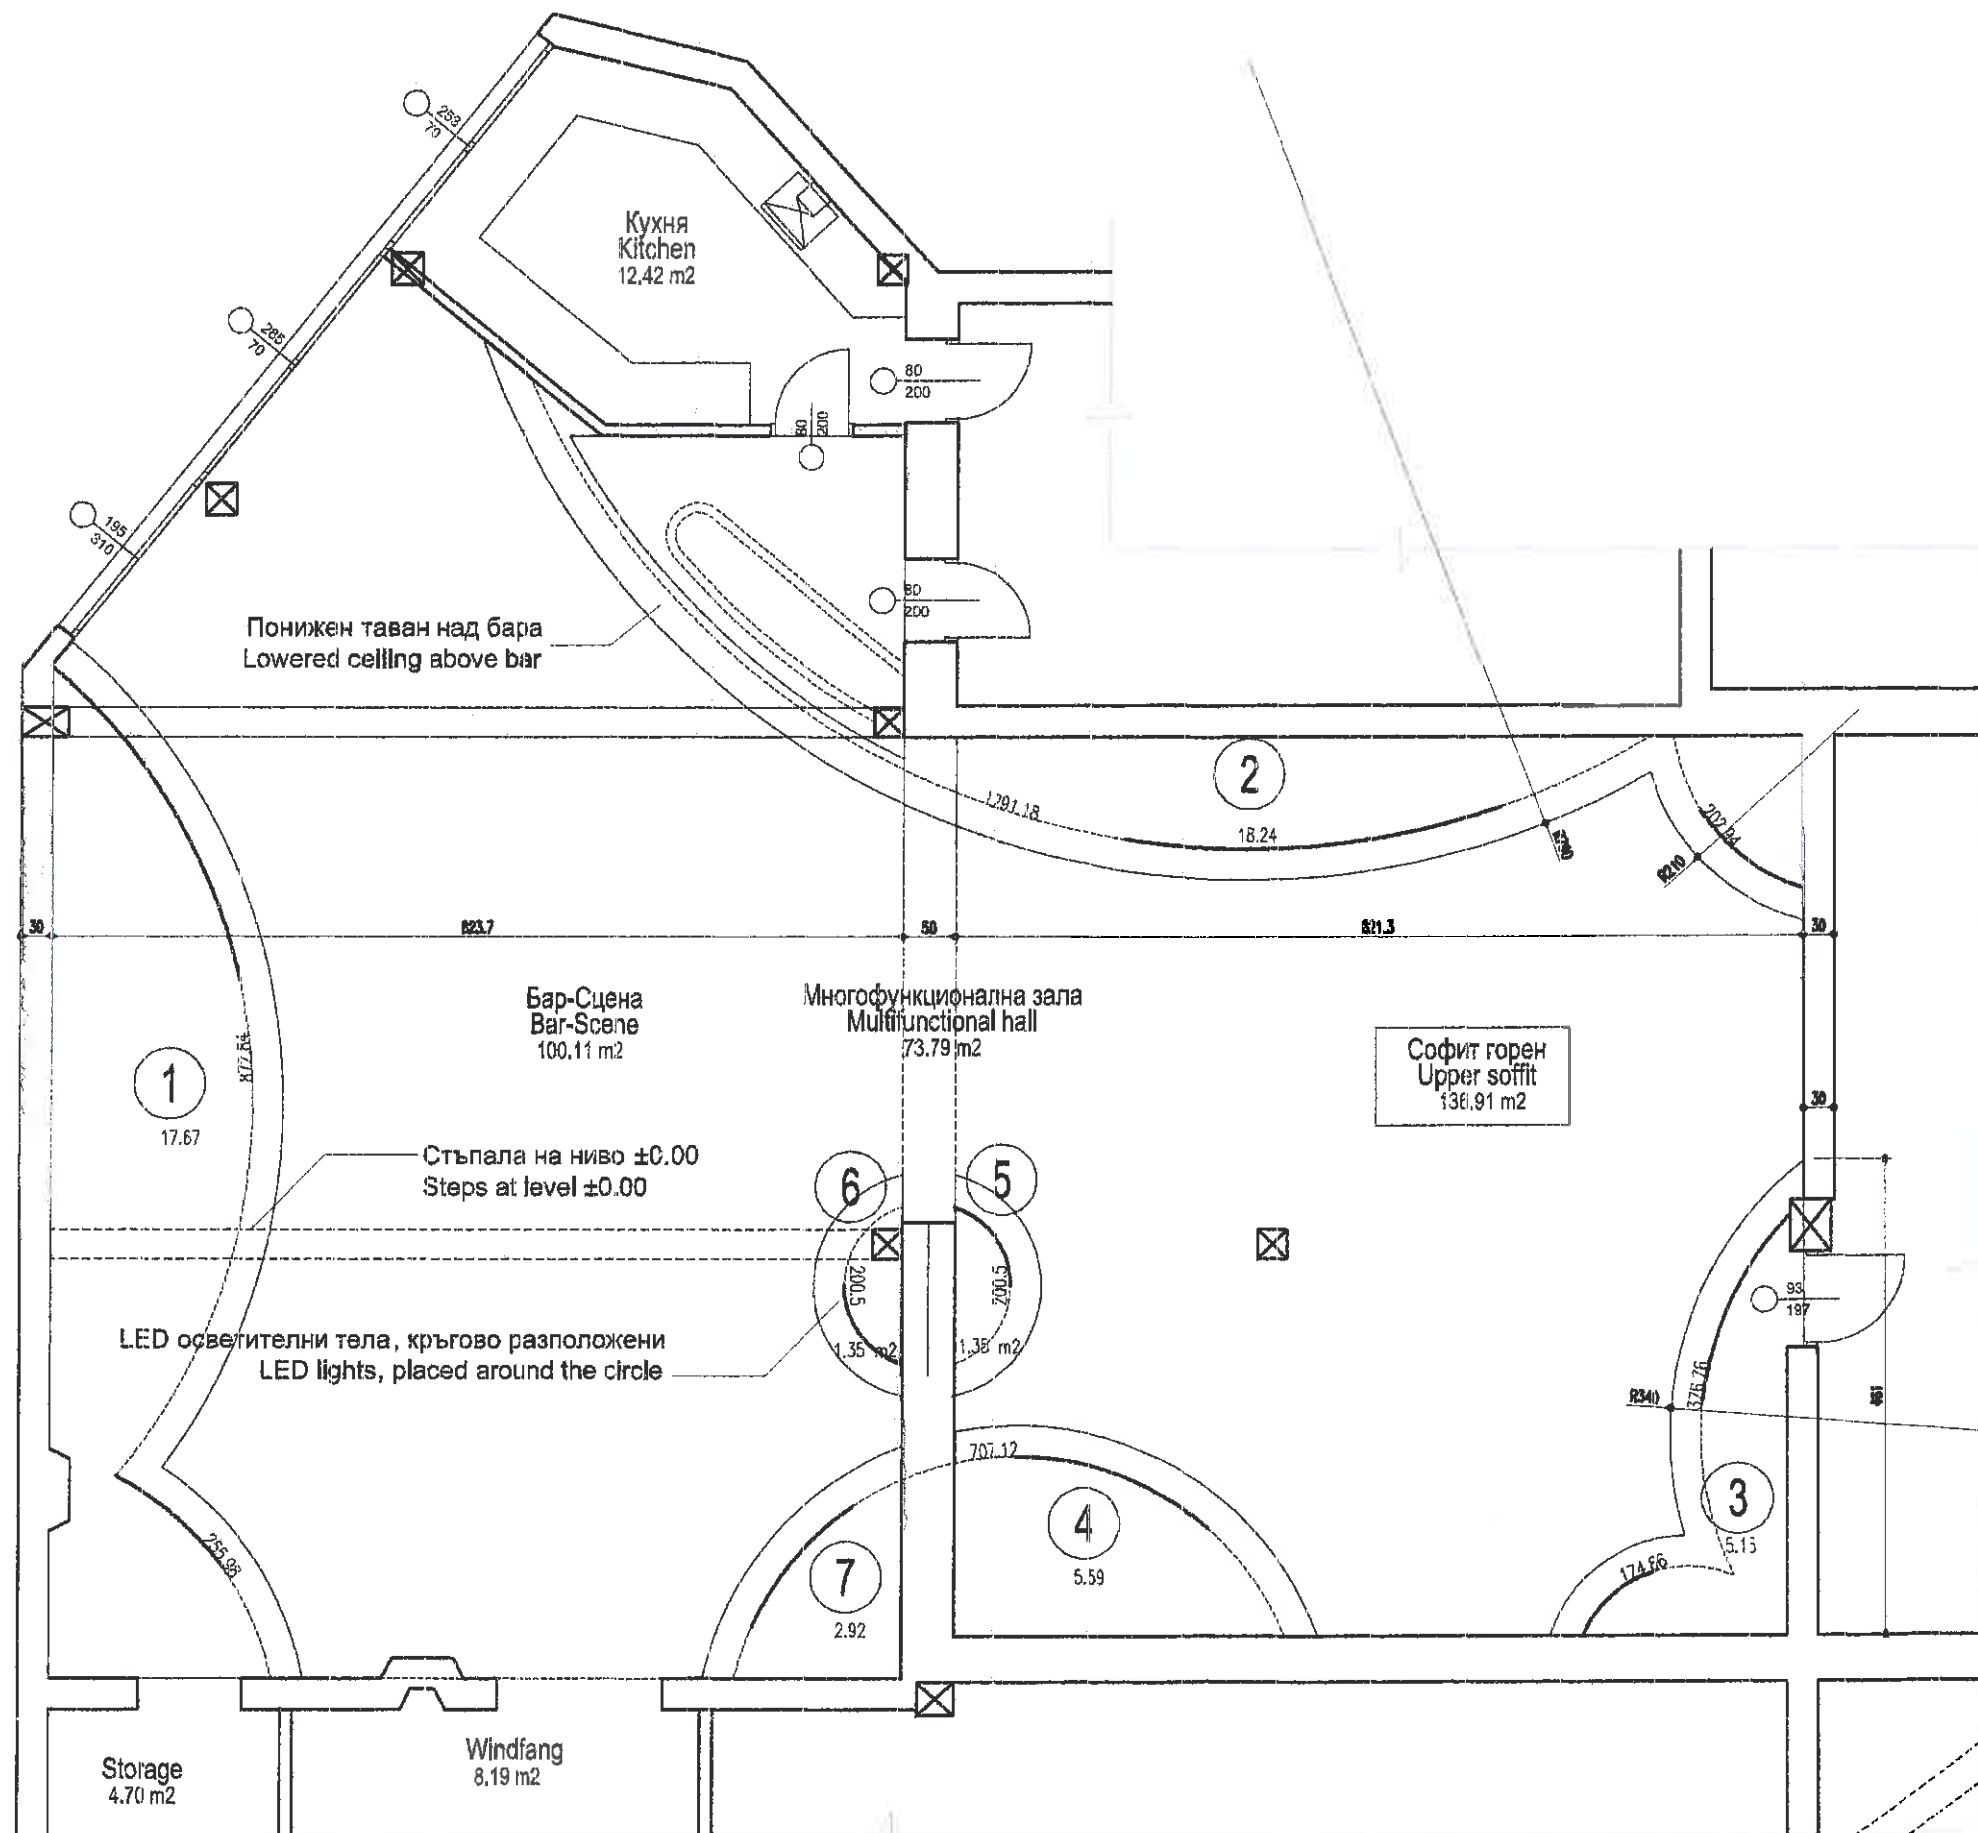 253
70
Кухня
Kitchen
12.42 m2
265
70
80
200
80
200
195
310
80
200
Понижен таван над бара
Lowered ceiling above bar
2
1291.18
18.24
202.94
R210
30
823.7
50
821.3
30
Бар-Сцена
Bar-Scene
100.11 m2
Многофункционална зала
Multifunctional hall
73.79 m2
Софит горен
Upper soffit
136.91 m2
877.64
1
17.67
30
Стъпала на ниво ±0.00
Steps at level ±0.00
6
5
200.5
200.5
93
197
LED осветителни тела, кръгово разположени
LED lights, placed around the circle
1.35 m2
1.35 m2
376.76
R340
707.12
4
5.59
3
5.15
174.66
255.98
7
2.92
Storage
4.70 m2
Windfang
8.19 m2